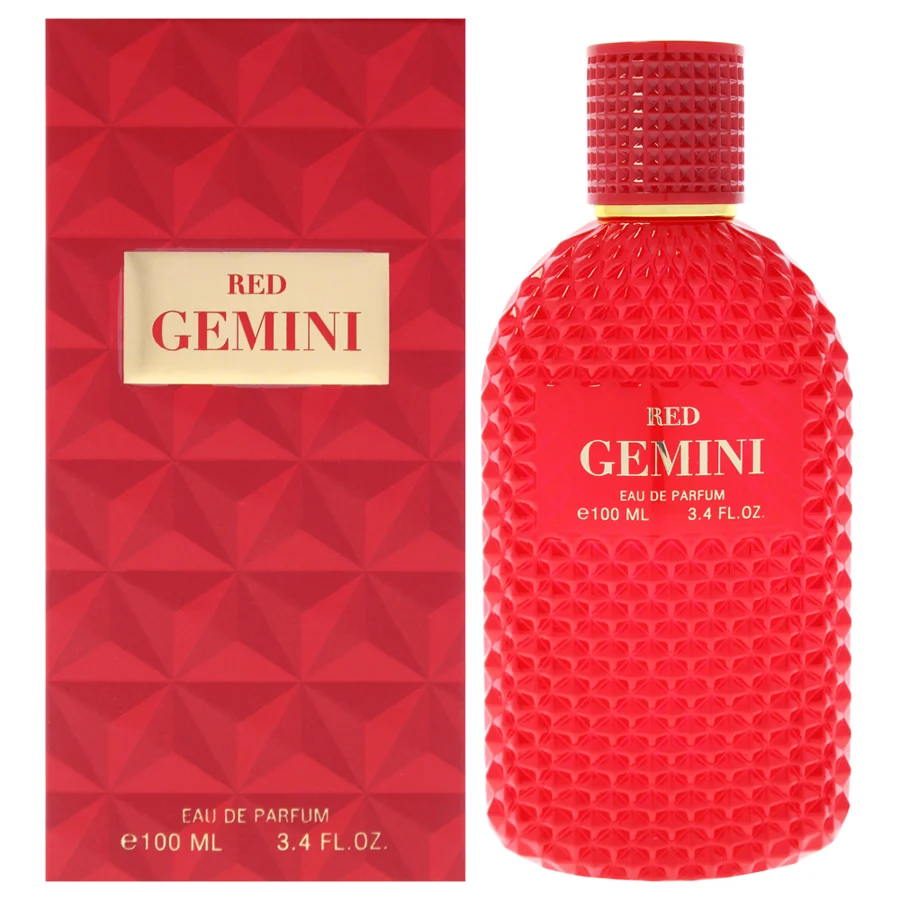 RED
GEMINI
EAU DE PARFUM
℮100 ML 3.4 FL.OZ.
RED
GEMINI
EAU DE PARFUM
℮100 ML 3.4 FL.OZ.